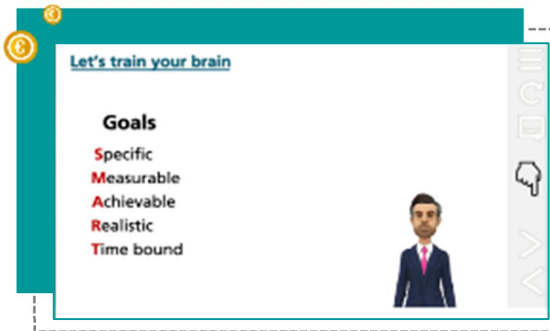 Let's train your brain
Goals
Specific
Measurable
Achievable
Realistic
Time bound